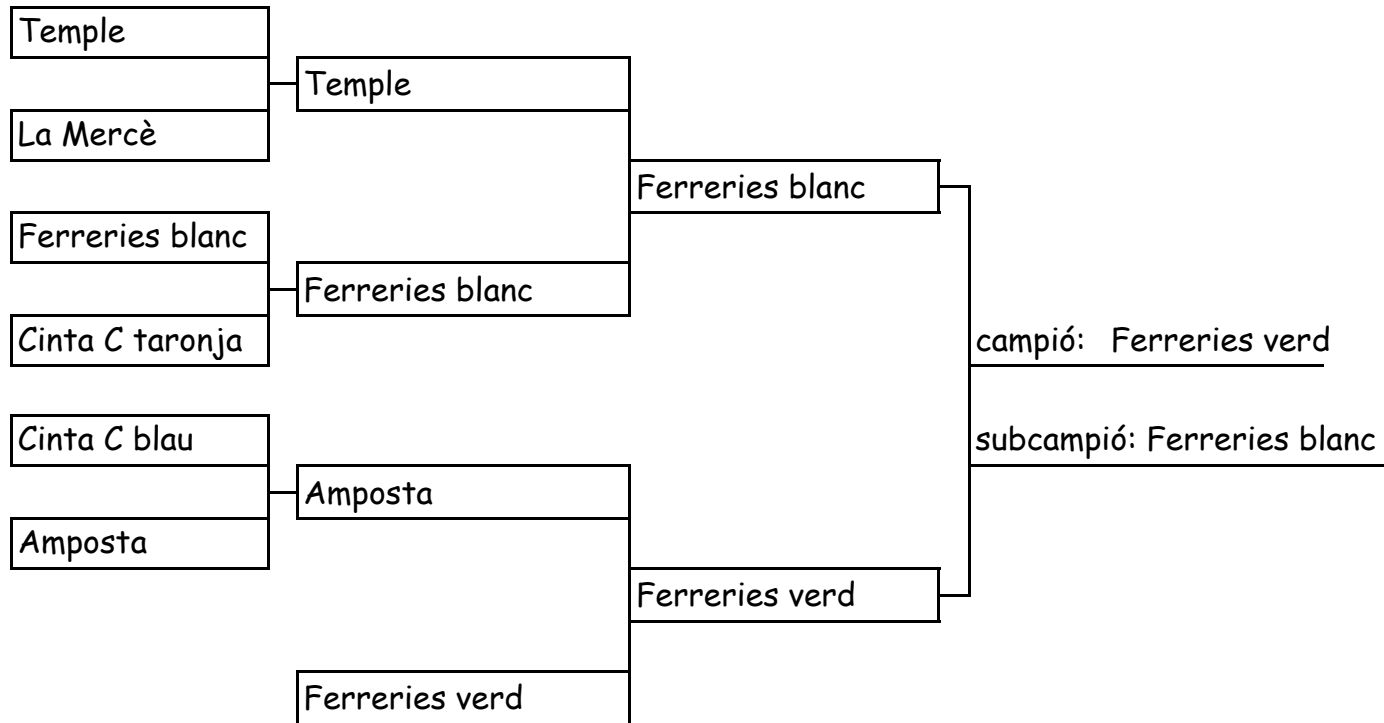 Temple
Temple
La Mercè
Ferreries blanc
Ferreries blanc
Ferreries blanc
Cinta C taronja
campió: Ferreries verd
Cinta C blau
subcampió: Ferreries blanc
Amposta
Amposta
Ferreries verd
Ferreries verd